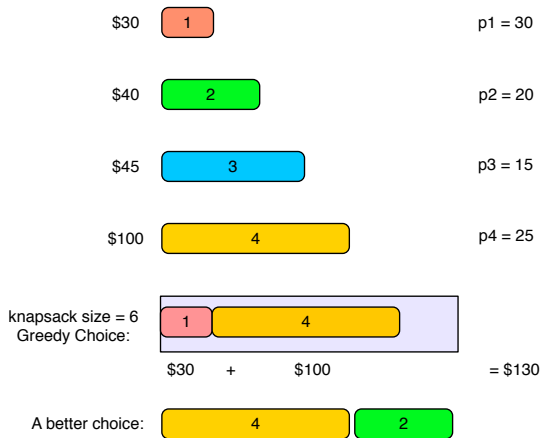 $30 1 p1 = 30
$40 2 p2 = 20
$45 3 p3 = 15
$100 4 p4 = 25
knapsack size = 6
Greedy Choice:
1 4
$30 + $100 = $130
A better choice: 4 2